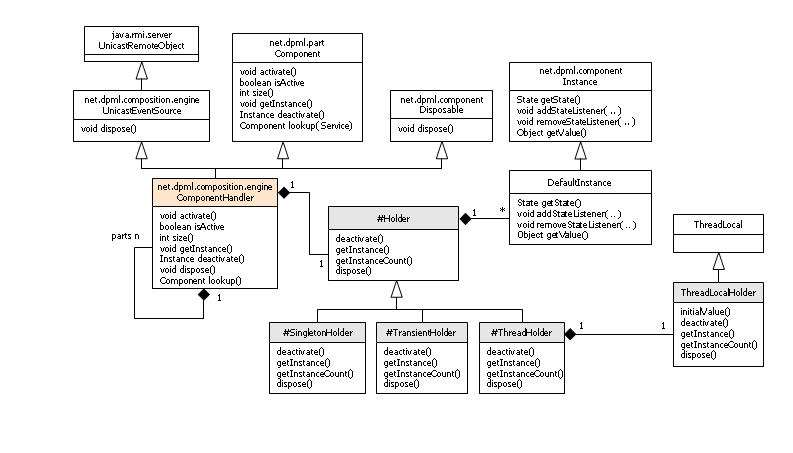 java.rmi.server
UnicastRemoteObject
net.dpml.part
Component
void activate()
boolean isActive
int size()
void getInstance()
Instance deactivate()
Component lookup( Service)
net.dpml.composition.engine
UnicastEventSource
void dispose()
net.dpml.component
Disposable
void dispose()
net.dpml.component
Instance
State getState()
void addStateListener( .. )
void removeStateListener( .. )
Object getValue()
net.dpml.composition.engine
ComponentHandler
void activate()
boolean isActive
int size()
void getInstance()
Instance deactivate()
void dispose()
Component lookup()
1
1
parts n
1
#Holder
deactivate()
getInstance()
getInstanceCount()
dispose()
1
*
DefaultInstance
State getState()
void addStateListener( .. )
void removeStateListener( .. )
Object getValue()
ThreadLocal
ThreadLocalHolder
initialValue()
deactivate()
getInstance()
getInstanceCount()
dispose()
#SingletonHolder
deactivate()
getInstance()
getInstanceCount()
dispose()
#TransientHolder
deactivate()
getInstance()
getInstanceCount()
dispose()
#ThreadHolder
deactivate()
getInstance()
getInstanceCount()
dispose()
1
1